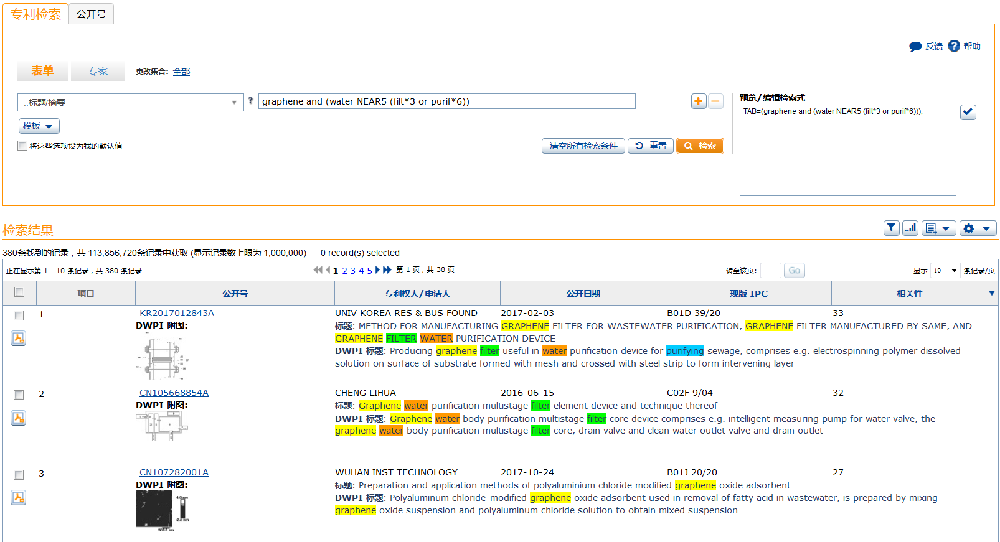 专利检索 公开号
反馈 帮助
表单 专家 更改集合: 全部
..标题/摘要 ? graphene and (water NEAR5 (filt*3 or purif*6)) 预览/编辑检索式
TAB=(graphene and (water NEAR5 (filt*3 or purif*6)));
模板
将这些选项设为我的默认值 清空所有检索条件 重置 检索
检索结果
380条找到的记录，共 113,856,720条记录中获取 (显示记录数上限为 1,000,000) 0 record(s) selected
正在显示第 1 - 10 条记录，共 380 条记录 1 2 3 4 5 第 1 页，共 38 页 转至该页: Go 显示 10 条记录/页
项目 公开号 专利权人/申请人 公开日期 现版 IPC 相关性
1 KR2017012843A UNIV KOREA RES & BUS FOUND 2017-02-03 B01D 39/20 33
DWPI 附图: 标题: METHOD FOR MANUFACTURING GRAPHENE FILTER FOR WASTEWATER PURIFICATION, GRAPHENE FILTER MANUFACTURED BY SAME, AND
GRAPHENE FILTER WATER PURIFICATION DEVICE
DWPI 标题: Producing graphene filter useful in water purification device for purifying sewage, comprises e.g. electrospinning polymer dissolved
solution on surface of substrate formed with mesh and crossed with steel strip to form intervening layer
2 CN105668854A CHENG LIHUA 2016-06-15 C02F 9/04 32
DWPI 附图: 标题: Graphene water purification multistage filter element device and technique thereof
DWPI 标题: Graphene water body purification multistage filter core device comprises e.g. intelligent measuring pump for water valve, the
graphene water body purification multistage filter core, drain valve and clean water outlet valve and drain outlet
3 CN107282001A WUHAN INST TECHNOLOGY 2017-10-24 B01J 20/20 27
DWPI 附图: 标题: Preparation and application methods of polyaluminium chloride modified graphene oxide adsorbent
DWPI 标题: Polyaluminum chloride-modified graphene oxide adsorbent used in removal of fatty acid in wastewater, is prepared by mixing
graphene oxide suspension and polyaluminum chloride solution to obtain mixed suspension